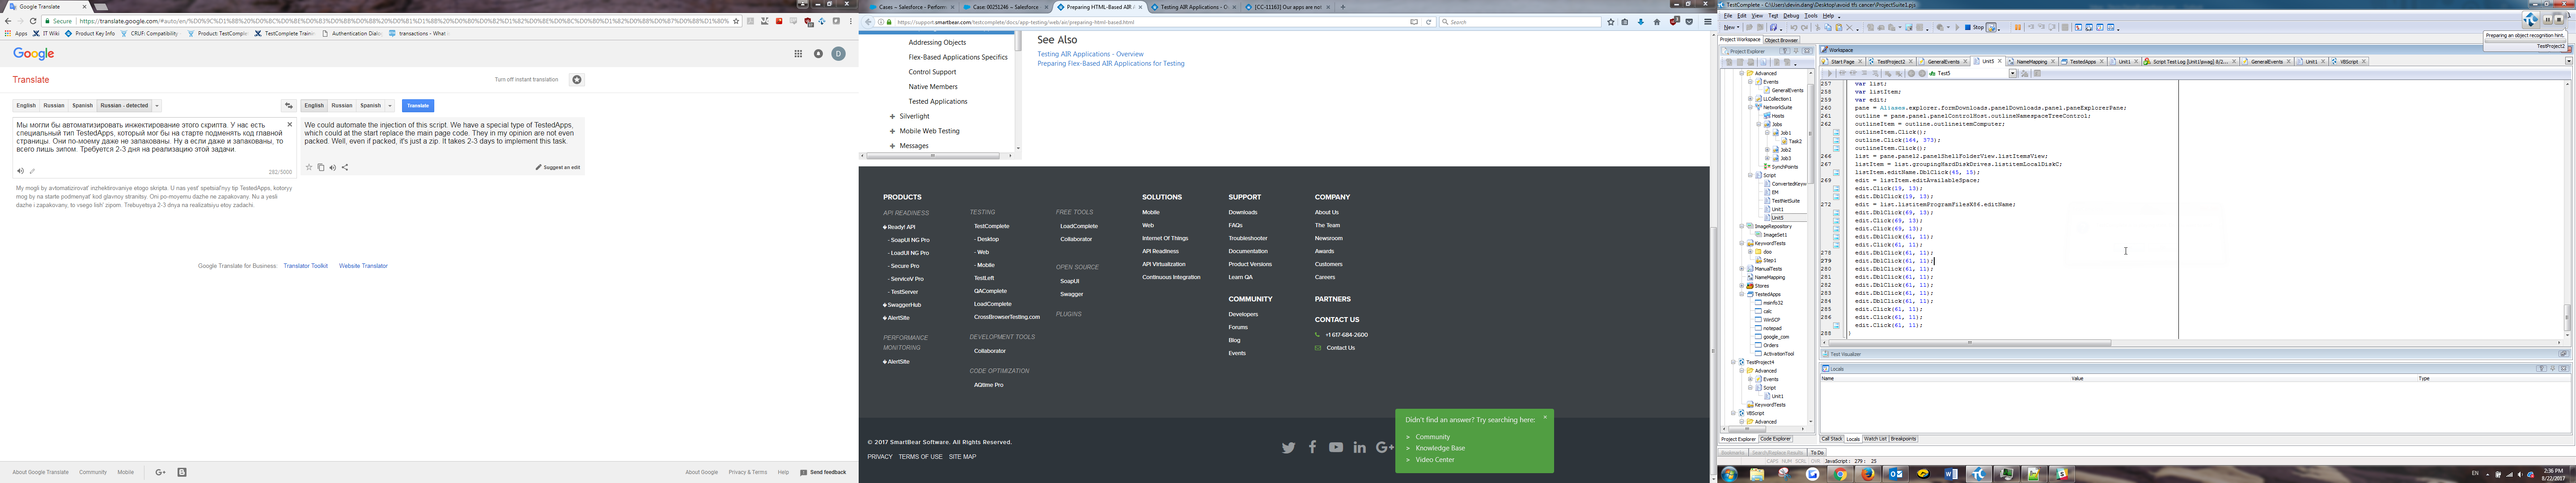 Google Translate
Secure
https://translate.google.com/#auto/en/
Apps
IT Wiki
Product Key Info
CRUF: Compatibility
Product: TestComplete
TestComplete Trainin
Authentication Dialog
transactions - What i
Google
Translate
Turn off instant translation
English Russian Spanish Russian - detected
English Russian Spanish Translate
Мы могли бы автоматизировать инжектирование этого скрипта. У нас есть
специальный тип TestedApps, который мог бы на старте подменять код главной
страницы. Они по-моему даже не запакованы. Ну а если даже и запакованы, то
всего лишь зипом. Требуется 2-3 дня на реализацию этой задачи.
282/5000
We could automate the injection of this script. We have a special type of TestedApps,
which could at the start replace the main page code. They in my opinion are not even
packed. Well, even if packed, it's just a zip. It takes 2-3 days to implement this task.
Suggest an edit
My mogli by avtomatizirovat' inzhektirovaniye etogo skripta. U nas yest' spetsial'nyy tip TestedApps, kotoryy
mog by na starte podmenyat' kod glavnoy stranitsy. Oni po-moyemu dazhe ne zapakovany. Nu a yesli
dazhe i zapakovany, to vsego lish' zipom. Trebuyetsya 2-3 dnya na realizatsiyu etoy zadachi.
Google Translate for Business: Translator Toolkit Website Translator
About Google Translate Community Mobile
About Google Privacy & Terms Help Send feedback
Cases ~ Salesforce - Perform
Case: 00251246 ~ Salesforce
Preparing HTML-Based AIR
Testing AIR Applications - O
[CC-11163] Our apps are no
https://support.smartbear.com/testcomplete/docs/app-testing/web/air/preparing-html-based.html
Search
Addressing Objects
Flex-Based Applications Specifics
Control Support
Native Members
Tested Applications
Silverlight
Mobile Web Testing
Messages
See Also
Testing AIR Applications - Overview
Preparing Flex-Based AIR Applications for Testing
PRODUCTS
API READINESS
Ready! API
- SoapUI NG Pro
- LoadUI NG Pro
- Secure Pro
- ServiceV Pro
- TestServer
SwaggerHub
AlertSite
PERFORMANCE
MONITORING
AlertSite
TESTING
TestComplete
- Desktop
- Web
- Mobile
TestLeft
QAComplete
LoadComplete
CrossBrowserTesting.com
DEVELOPMENT TOOLS
Collaborator
CODE OPTIMIZATION
AQtime Pro
FREE TOOLS
LoadComplete
Collaborator
OPEN SOURCE
SoapUI
Swagger
PLUGINS
SOLUTIONS
Mobile
Web
Internet Of Things
API Readiness
API Virtualization
Continuous Integration
SUPPORT
Downloads
FAQs
Troubleshooter
Documentation
Product Versions
Learn QA
COMMUNITY
Developers
Forums
Blog
Events
COMPANY
About Us
The Team
Newsroom
Awards
Customers
Careers
PARTNERS
CONTACT US
+1 617-684-2600
Contact Us
Didn't find an answer? Try searching here:
> Community
> Knowledge Base
> Video Center
© 2017 SmartBear Software. All Rights Reserved.
PRIVACY TERMS OF USE SITE MAP
TestComplete - C:\Users\devin.dang\Desktop\avoid tfs cancer\ProjectSuite1.pjs
File Edit View Test Debug Tools Help
New
Stop
Preparing an object recognition hint.
TestProject2
Project Workspace Object Browser
Project Explorer
Workspace
Start Page TestProject2 GeneralEvents Unit5 NameMapping TestedApps Unit1 Script Test Log [Unit1\swag] 8/2... GeneralEvents Unit1 VBScript
Test5
Advanced
Events
GeneralEvents
LLCollection1
NetworkSuite
Hosts
Jobs
Job1
Task2
Job2
Job3
SynchPoints
Script
ConvertedKeyw
EM
TestNetSuite
Unit1
Unit5
ImageRepository
ImageSet1
KeywordTests
doo
Step1
ManualTests
NameMapping
Stores
TestedApps
msinfo32
calc
WinSCP
notepad
google_com
Orders
ActivationTool
TestProject4
Advanced
Events
Script
Unit1
KeywordTests
VBScript
Advanced
Project Explorer Code Explorer
257 var list;
258 var listItem;
259 var edit;
260 pane = Aliases.explorer.formDownloads.panelDownloads.panel.paneExplorerPane;
261 outline = pane.panel.panelControlHost.outlineNamespaceTreeControl;
262 outlineItem = outline.outlineitemComputer;
outlineItem.Click();
outline.Click(164, 373);
outlineItem.Click();
266 list = pane.panel2.panelShellFolderView.listItemsView;
267 listItem = list.groupingHardDiskDrives.listitemLocalDiskC;
listItem.editName.DblClick(45, 15);
269 edit = listItem.editAvailableSpace;
edit.Click(19, 13);
edit.DblClick(19, 13);
272 edit = list.listitemProgramFilesX86.editName;
edit.DblClick(69, 13);
edit.Click(69, 13);
edit.Click(69, 13);
edit.DblClick(61, 11);
edit.Click(61, 11);
278 edit.DblClick(61, 11);
279 edit.DblClick(61, 11);
280 edit.DblClick(61, 11);
281 edit.DblClick(61, 11);
282 edit.DblClick(61, 11);
283 edit.DblClick(61, 11);
284 edit.DblClick(61, 11);
285 edit.Click(61, 11);
286 edit.Click(61, 11);
edit.Click(61, 11);
288 }
Test Visualizer
Locals
Name Value Type
Call Stack Locals Watch List Breakpoints
Bookmarks Search/Replace Results To Do
CAPS NUM SCRL OVR JavaScript: 279: 25
EN
2:36 PM
8/22/2017